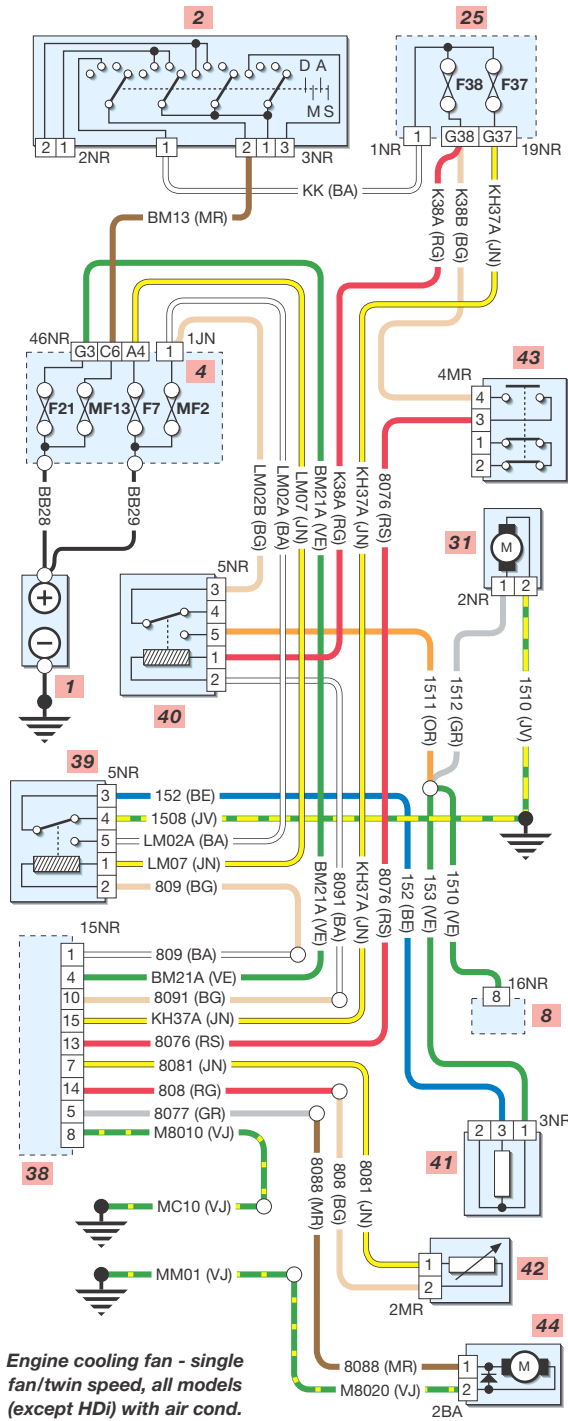 2
25
D A
M S
F38 F37
2 1
2NR
1
2 1 3
3NR
1NR
1
G38 G37
19NR
KK (BA)
BM13 (MR)
K38A (RG)
K38B (BG)
KH37A (JN)
46NR
G3 C6 A4
1JN
1
4
F21 MF13 F7 MF2
BB28
BB29
LM02B (BG)
LM02A (BA)
LM07 (JN)
BM21A (VE)
K38A (RG)
KH37A (JN)
8076 (RS)
43
4MR
4
3
1
2
31
M
2NR
1 2
+
−
1
5NR
3
4
5
1
2
40
1511 (OR)
1512 (GR)
1510 (JV)
39
5NR
3
4
5
1
2
152 (BE)
1508 (JV)
LM02A (BA)
LM07 (JN)
809 (BG)
BM21A (VE)
8091 (BA)
KH37A (JN)
8076 (RS)
152 (BE)
153 (VE)
1510 (VE)
16NR
8
8
15NR
1
4
10
15
13
7
14
5
8
809 (BA)
BM21A (VE)
8091 (BG)
KH37A (JN)
8076 (RS)
8081 (JN)
808 (RG)
8077 (GR)
M8010 (VJ)
38
2 3 1
3NR
41
MC10 (VJ)
8088 (MR)
808 (BG)
8081 (JN)
MM01 (VJ)
1
2
2MR
42
44
8088 (MR)
M8020 (VJ)
1
2
M
2BA
Engine cooling fan - single
fan/twin speed, all models
(except HDi) with air cond.